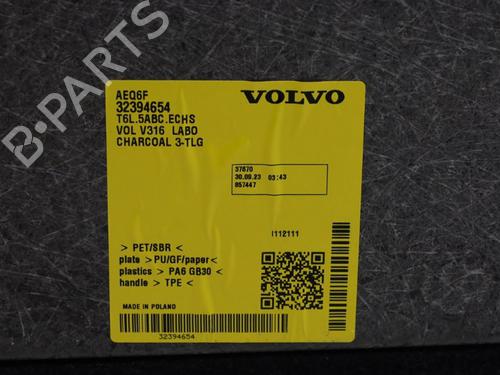 B-PARTS
AEQ6F
32394654
T6L.5ABC.ECHS
VOL V316 LABO
CHARCOAL 3-TLG
VOLVO
37670
30.09.23 03:43
857447
I112111
> PET/SBR <
plate > PU/GF/paper<
plastics > PA6 GB30 <
handle > TPE <
MADE IN POLAND
32394654